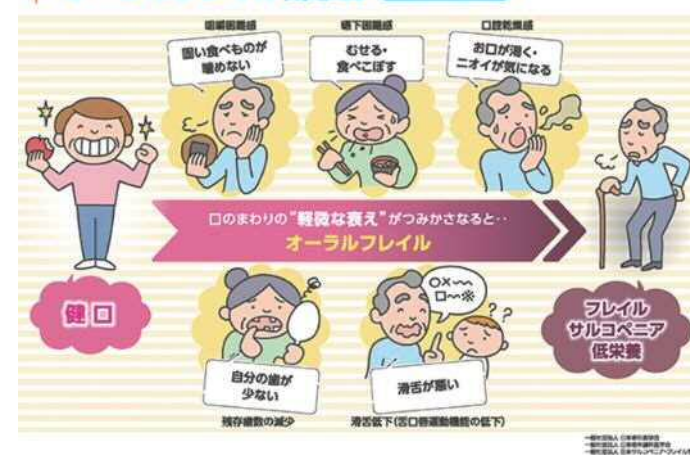 咀嚼困難感
嚥下困難感
口腔乾燥感
固い食べものが
噛めない
むせる・
食べこぼす
お口が渇く・
ニオイが気になる
口のまわりの"軽微な衰え"がつみかさなると‥
オーラルフレイル
健口
フレイル
サルコペニア
低栄養
○×〜〜
□〜※
??
自分の歯が
少ない
滑舌が悪い
残存歯数の減少
滑舌低下(舌口唇運動機能の低下)